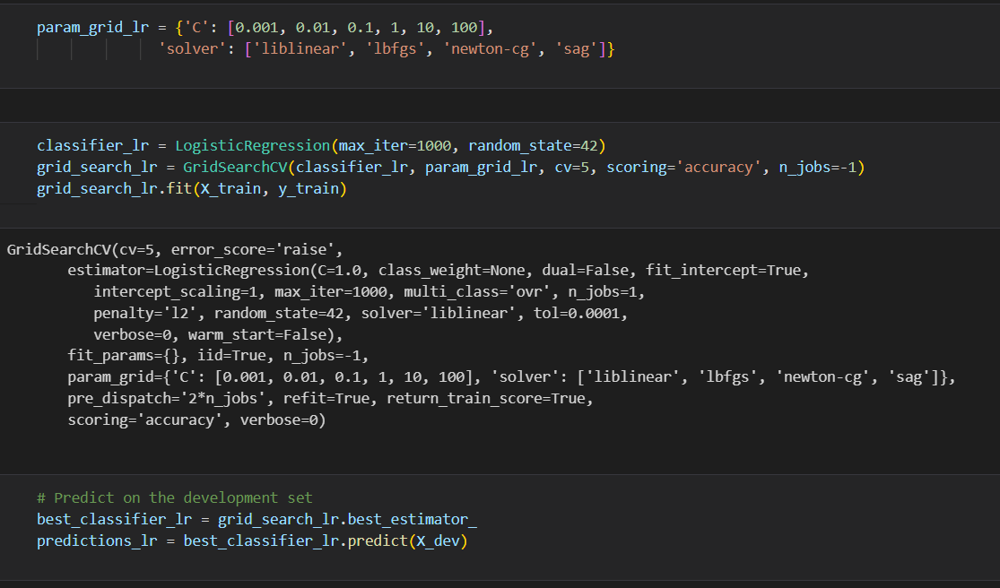 param_grid_lr = {'C': [0.001, 0.01, 0.1, 1, 10, 100],
'solver': ['liblinear', 'lbfgs', 'newton-cg', 'sag']}
classifier_lr = LogisticRegression(max_iter=1000, random_state=42)
grid_search_lr = GridSearchCV(classifier_lr, param_grid_lr, cv=5, scoring='accuracy', n_jobs=-1)
grid_search_lr.fit(X_train, y_train)
GridSearchCV(cv=5, error_score='raise',
estimator=LogisticRegression(C=1.0, class_weight=None, dual=False, fit_intercept=True,
intercept_scaling=1, max_iter=1000, multi_class='ovr', n_jobs=1,
penalty='l2', random_state=42, solver='liblinear', tol=0.0001,
verbose=0, warm_start=False),
fit_params={}, iid=True, n_jobs=-1,
param_grid={'C': [0.001, 0.01, 0.1, 1, 10, 100], 'solver': ['liblinear', 'lbfgs', 'newton-cg', 'sag']},
pre_dispatch='2*n_jobs', refit=True, return_train_score=True,
scoring='accuracy', verbose=0)
# Predict on the development set
best_classifier_lr = grid_search_lr.best_estimator_
predictions_lr = best_classifier_lr.predict(X_dev)